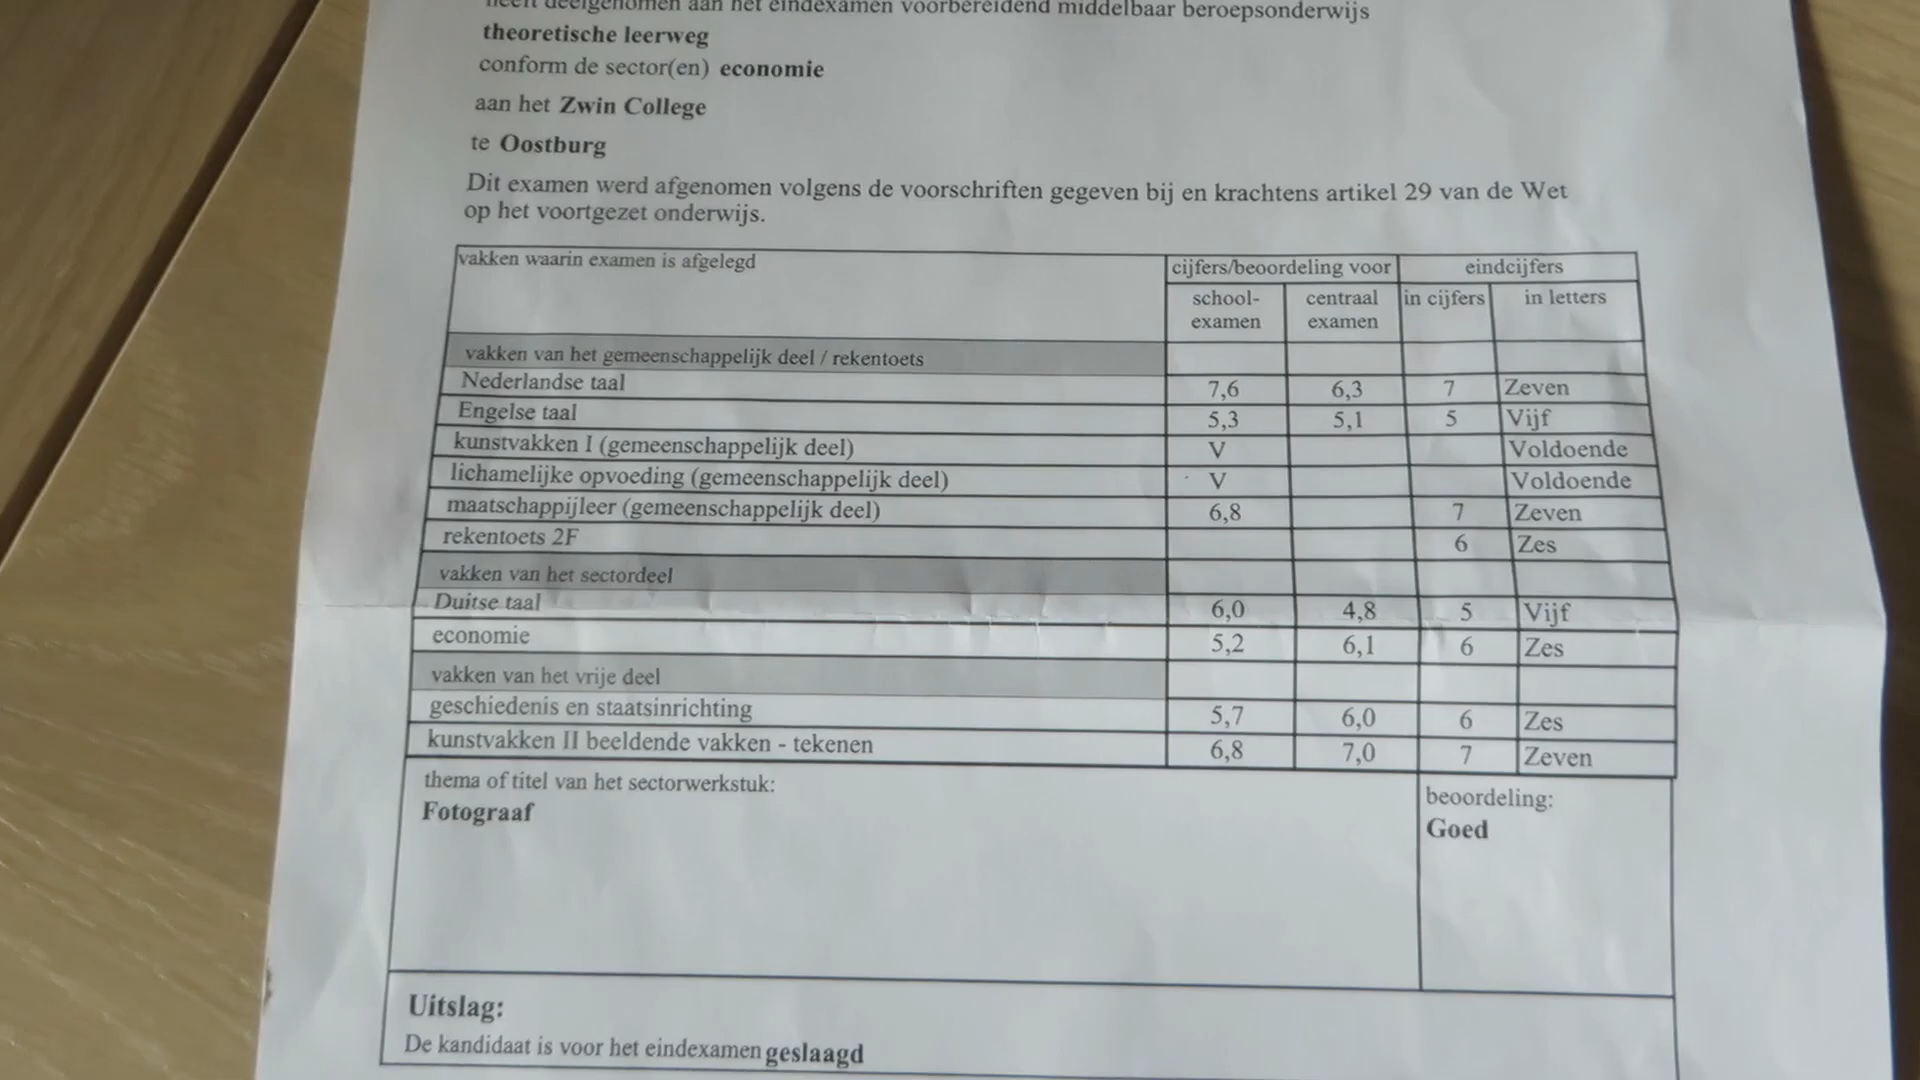 heeft deelgenomen aan het eindexamen voorbereidend middelbaar beroepsonderwijs
theoretische leerweg
conform de sector(en) economie
aan het Zwin College
te Oostburg
Dit examen werd afgenomen volgens de voorschriften gegeven bij en krachtens artikel 29 van de Wet
op het voortgezet onderwijs.
vakken waarin examen is afgelegd cijfers/beoordeling voor eindcijfers
school-examen centraal examen in cijfers in letters
vakken van het gemeenschappelijk deel / rekentoets
Nederlandse taal 7,6 6,3 7 Zeven
Engelse taal 5,3 5,1 5 Vijf
kunstvakken I (gemeenschappelijk deel) V Voldoende
lichamelijke opvoeding (gemeenschappelijk deel) V Voldoende
maatschappijleer (gemeenschappelijk deel) 6,8 7 Zeven
rekentoets 2F 6 Zes
vakken van het sectordeel
Duitse taal 6,0 4,8 5 Vijf
economie 5,2 6,1 6 Zes
vakken van het vrije deel
geschiedenis en staatsinrichting 5,7 6,0 6 Zes
kunstvakken II beeldende vakken - tekenen 6,8 7,0 7 Zeven
thema of titel van het sectorwerkstuk: beoordeling:
Fotograaf Goed
Uitslag:
De kandidaat is voor het eindexamen geslaagd